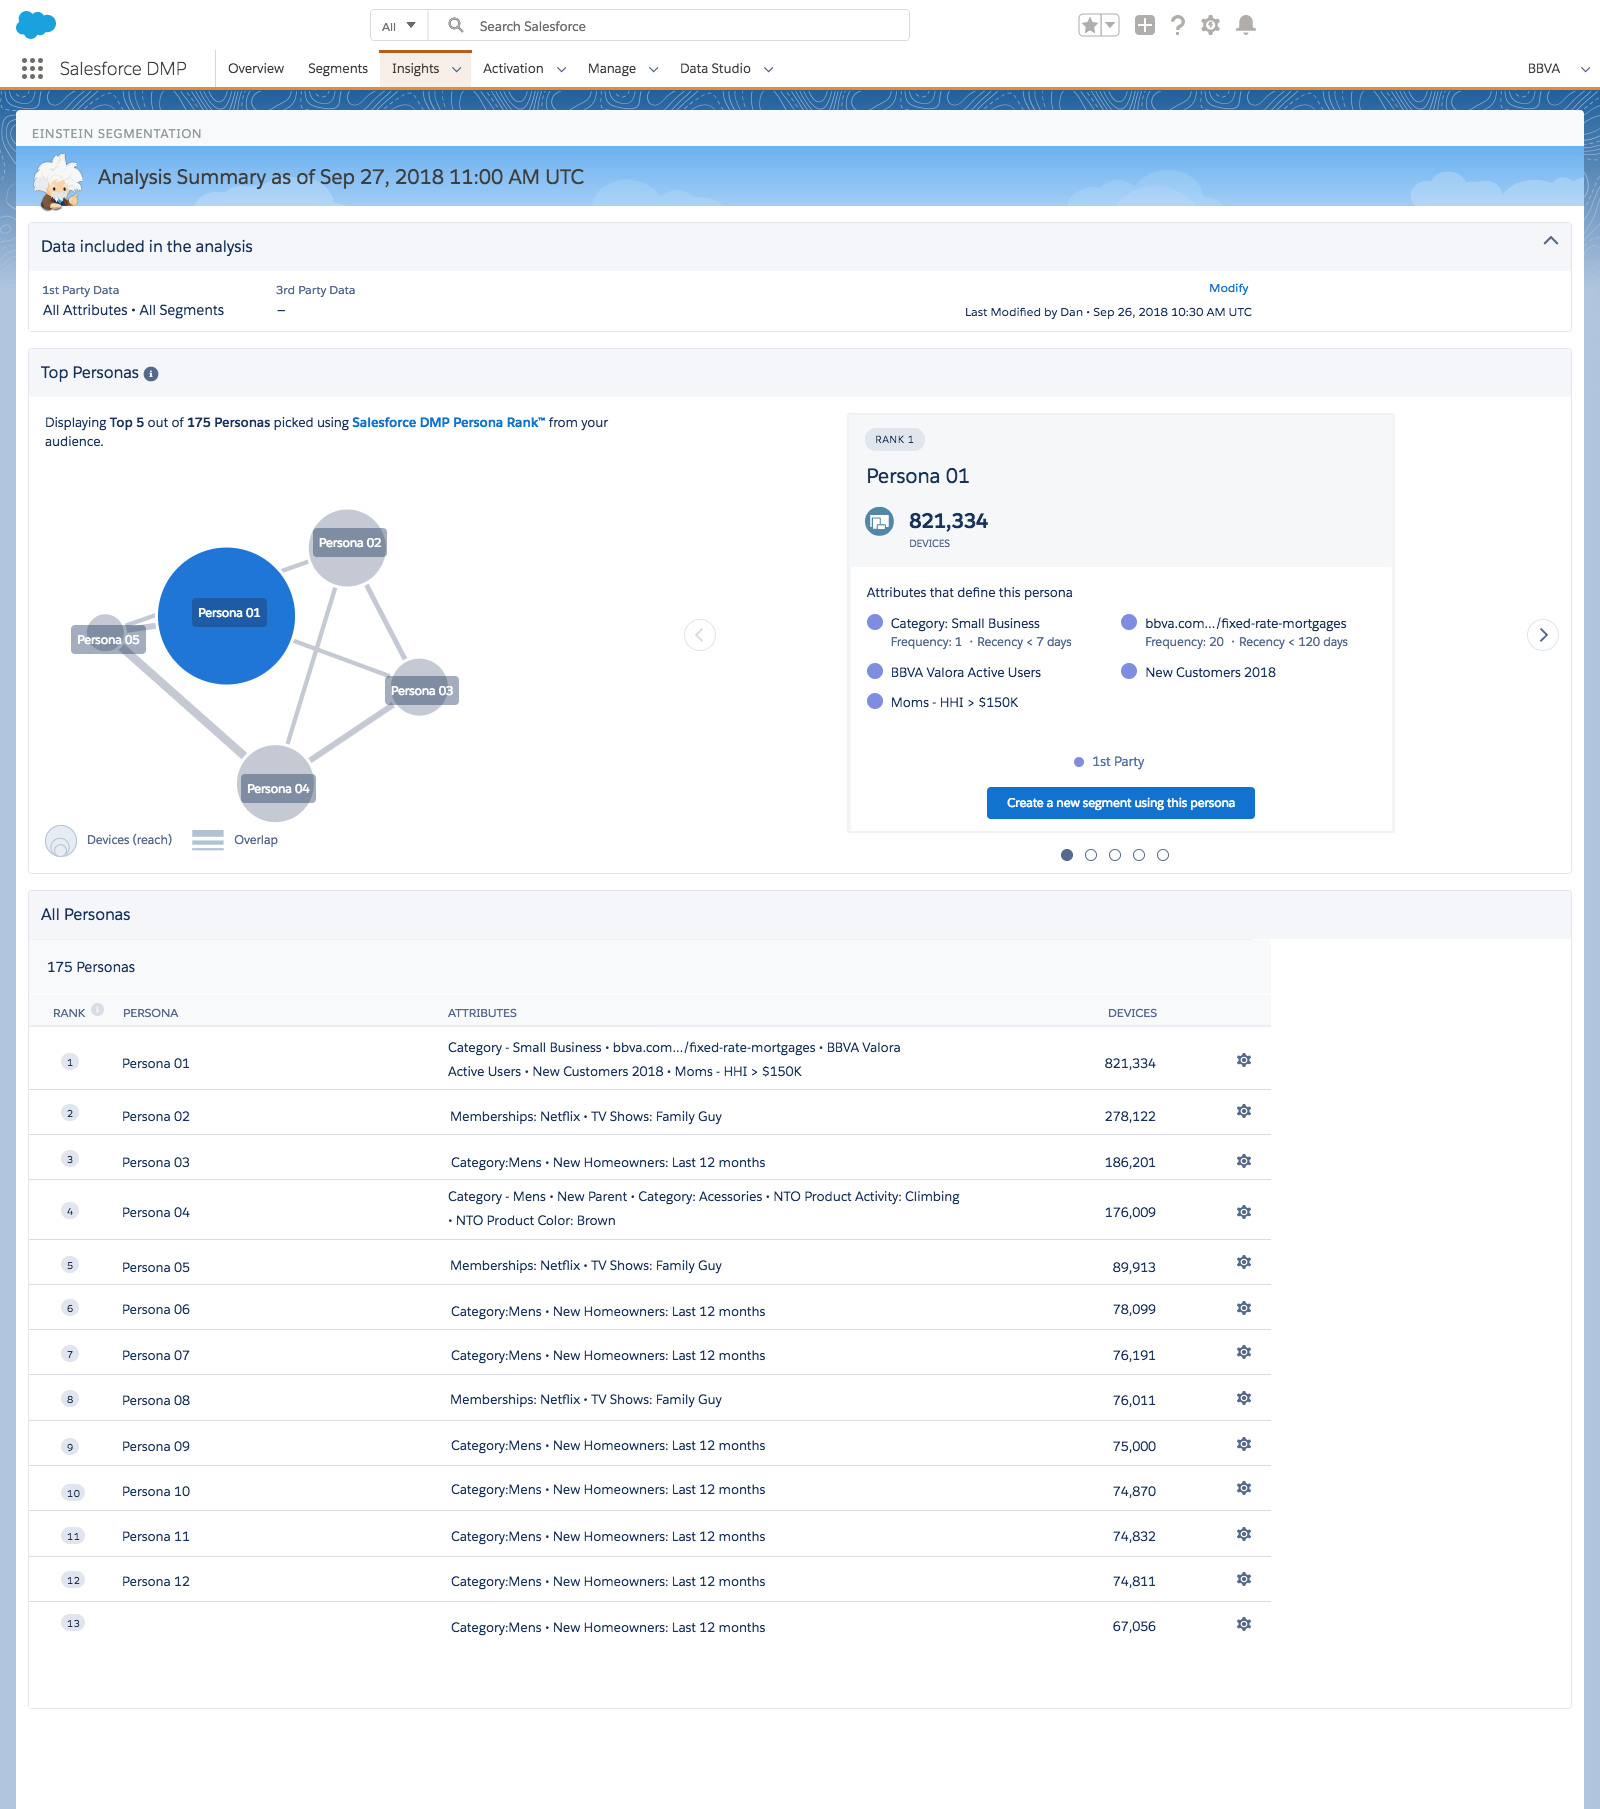 All
Search Salesforce
Salesforce DMP
Overview
Segments
Insights
Activation
Manage
Data Studio
BBVA
EINSTEIN SEGMENTATION
Analysis Summary as of Sep 27, 2018 11:00 AM UTC
Data included in the analysis
1st Party Data
All Attributes • All Segments
3rd Party Data
–
Modify
Last Modified by Dan • Sep 26, 2018 10:30 AM UTC
Top Personas
Displaying Top 5 out of 175 Personas picked using Salesforce DMP Persona Rank™ from your
audience.
Persona 02
Persona 01
Persona 05
Persona 03
Persona 04
Devices (reach)
Overlap
RANK 1
Persona 01
821,334
DEVICES
Attributes that define this persona
Category: Small Business
Frequency: 1 · Recency < 7 days
bbva.com.../fixed-rate-mortgages
Frequency: 20 · Recency < 120 days
BBVA Valora Active Users
New Customers 2018
Moms - HHI > $150K
1st Party
Create a new segment using this persona
All Personas
175 Personas
RANK PERSONA ATTRIBUTES DEVICES
1 Persona 01 Category - Small Business • bbva.com.../fixed-rate-mortgages • BBVA Valora
Active Users • New Customers 2018 • Moms - HHI > $150K 821,334
2 Persona 02 Memberships: Netflix • TV Shows: Family Guy 278,122
3 Persona 03 Category:Mens • New Homeowners: Last 12 months 186,201
4 Persona 04 Category - Mens • New Parent • Category: Acessories • NTO Product Activity: Climbing
• NTO Product Color: Brown 176,009
5 Persona 05 Memberships: Netflix • TV Shows: Family Guy 89,913
6 Persona 06 Category:Mens • New Homeowners: Last 12 months 78,099
7 Persona 07 Category:Mens • New Homeowners: Last 12 months 76,191
8 Persona 08 Memberships: Netflix • TV Shows: Family Guy 76,011
9 Persona 09 Category:Mens • New Homeowners: Last 12 months 75,000
10 Persona 10 Category:Mens • New Homeowners: Last 12 months 74,870
11 Persona 11 Category:Mens • New Homeowners: Last 12 months 74,832
12 Persona 12 Category:Mens • New Homeowners: Last 12 months 74,811
13 Category:Mens • New Homeowners: Last 12 months 67,056